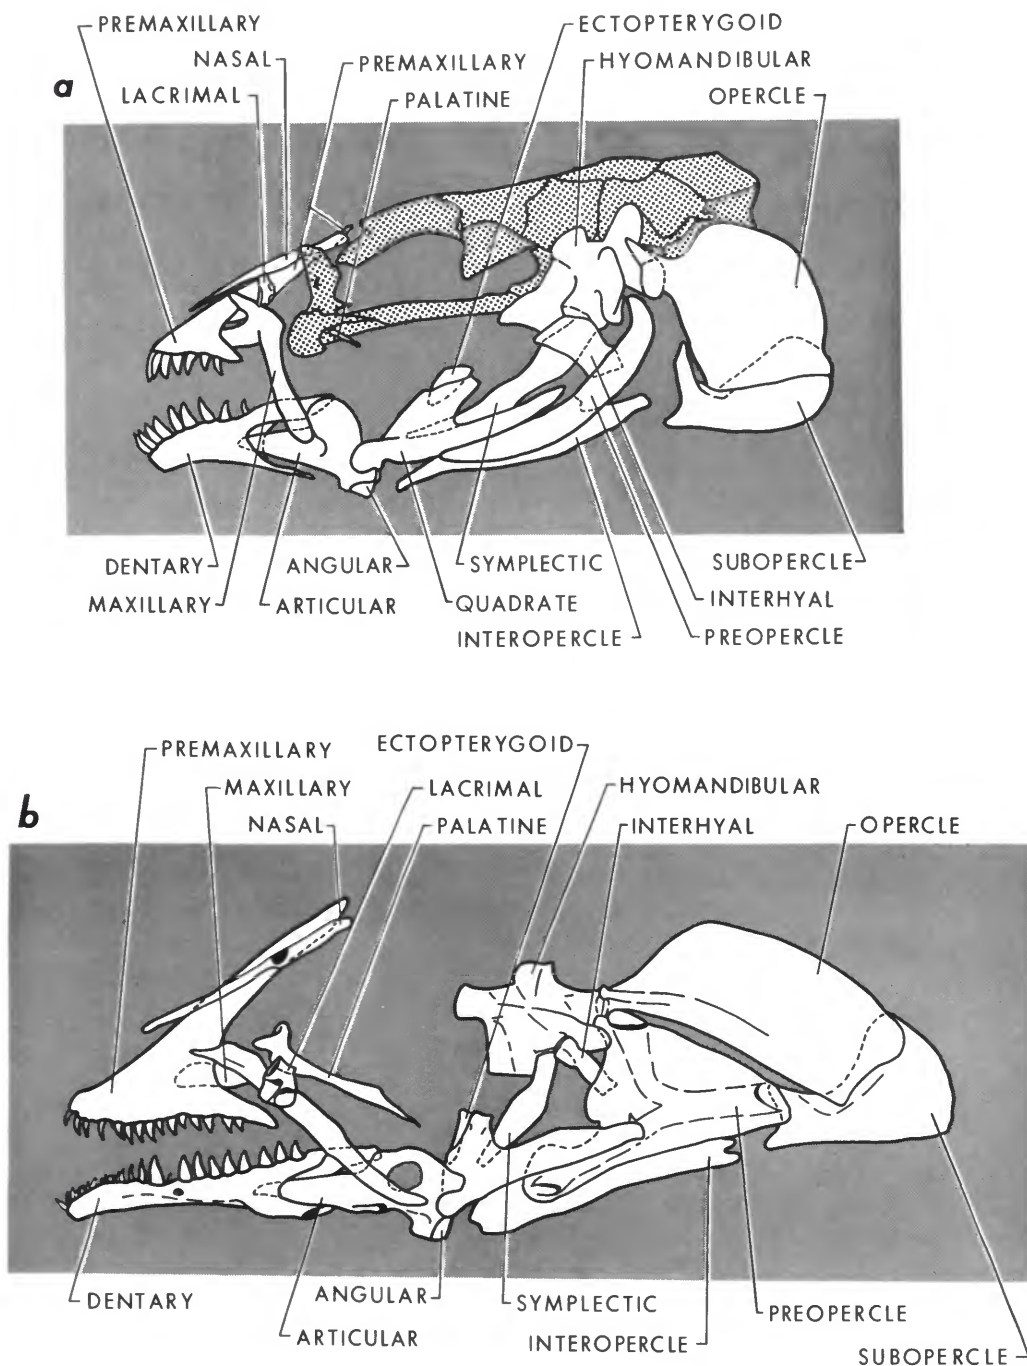 a
PREMAXILLARY
ECTOPTERYGOID
NASAL
PREMAXILLARY
HYOMANDIBULAR
LACRIMAL
PALATINE
OPERCLE
DENTARY
ANGULAR
SYMPLECTIC
SUBOPERCLE
MAXILLARY
ARTICULAR
QUADRATE
INTERHYAL
INTEROPERCLE
PREOPERCLE
b
PREMAXILLARY
ECTOPTERYGOID
MAXILLARY
LACRIMAL
HYOMANDIBULAR
NASAL
PALATINE
INTERHYAL
OPERCLE
DENTARY
ANGULAR
SYMPLECTIC
PREOPERCLE
ARTICULAR
INTEROPERCLE
SUBOPERCLE